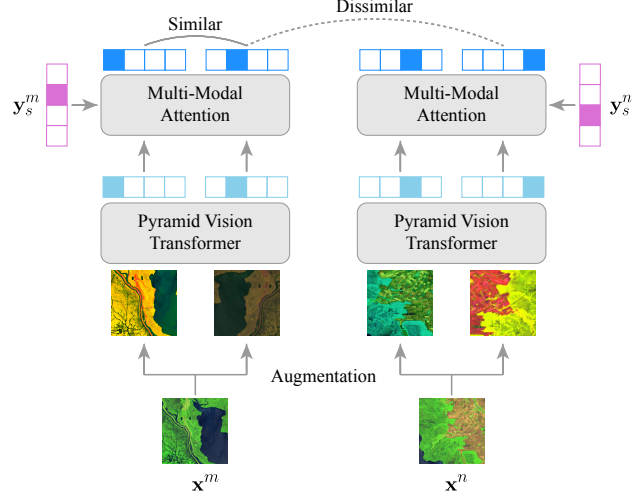 Similar
Dissimilar
Multi-Modal
Attention
Multi-Modal
Attention
y_s^m
y_s^m
Pyramid Vision
Transformer
Pyramid Vision
Transformer
Augmentation
x^m
x^n